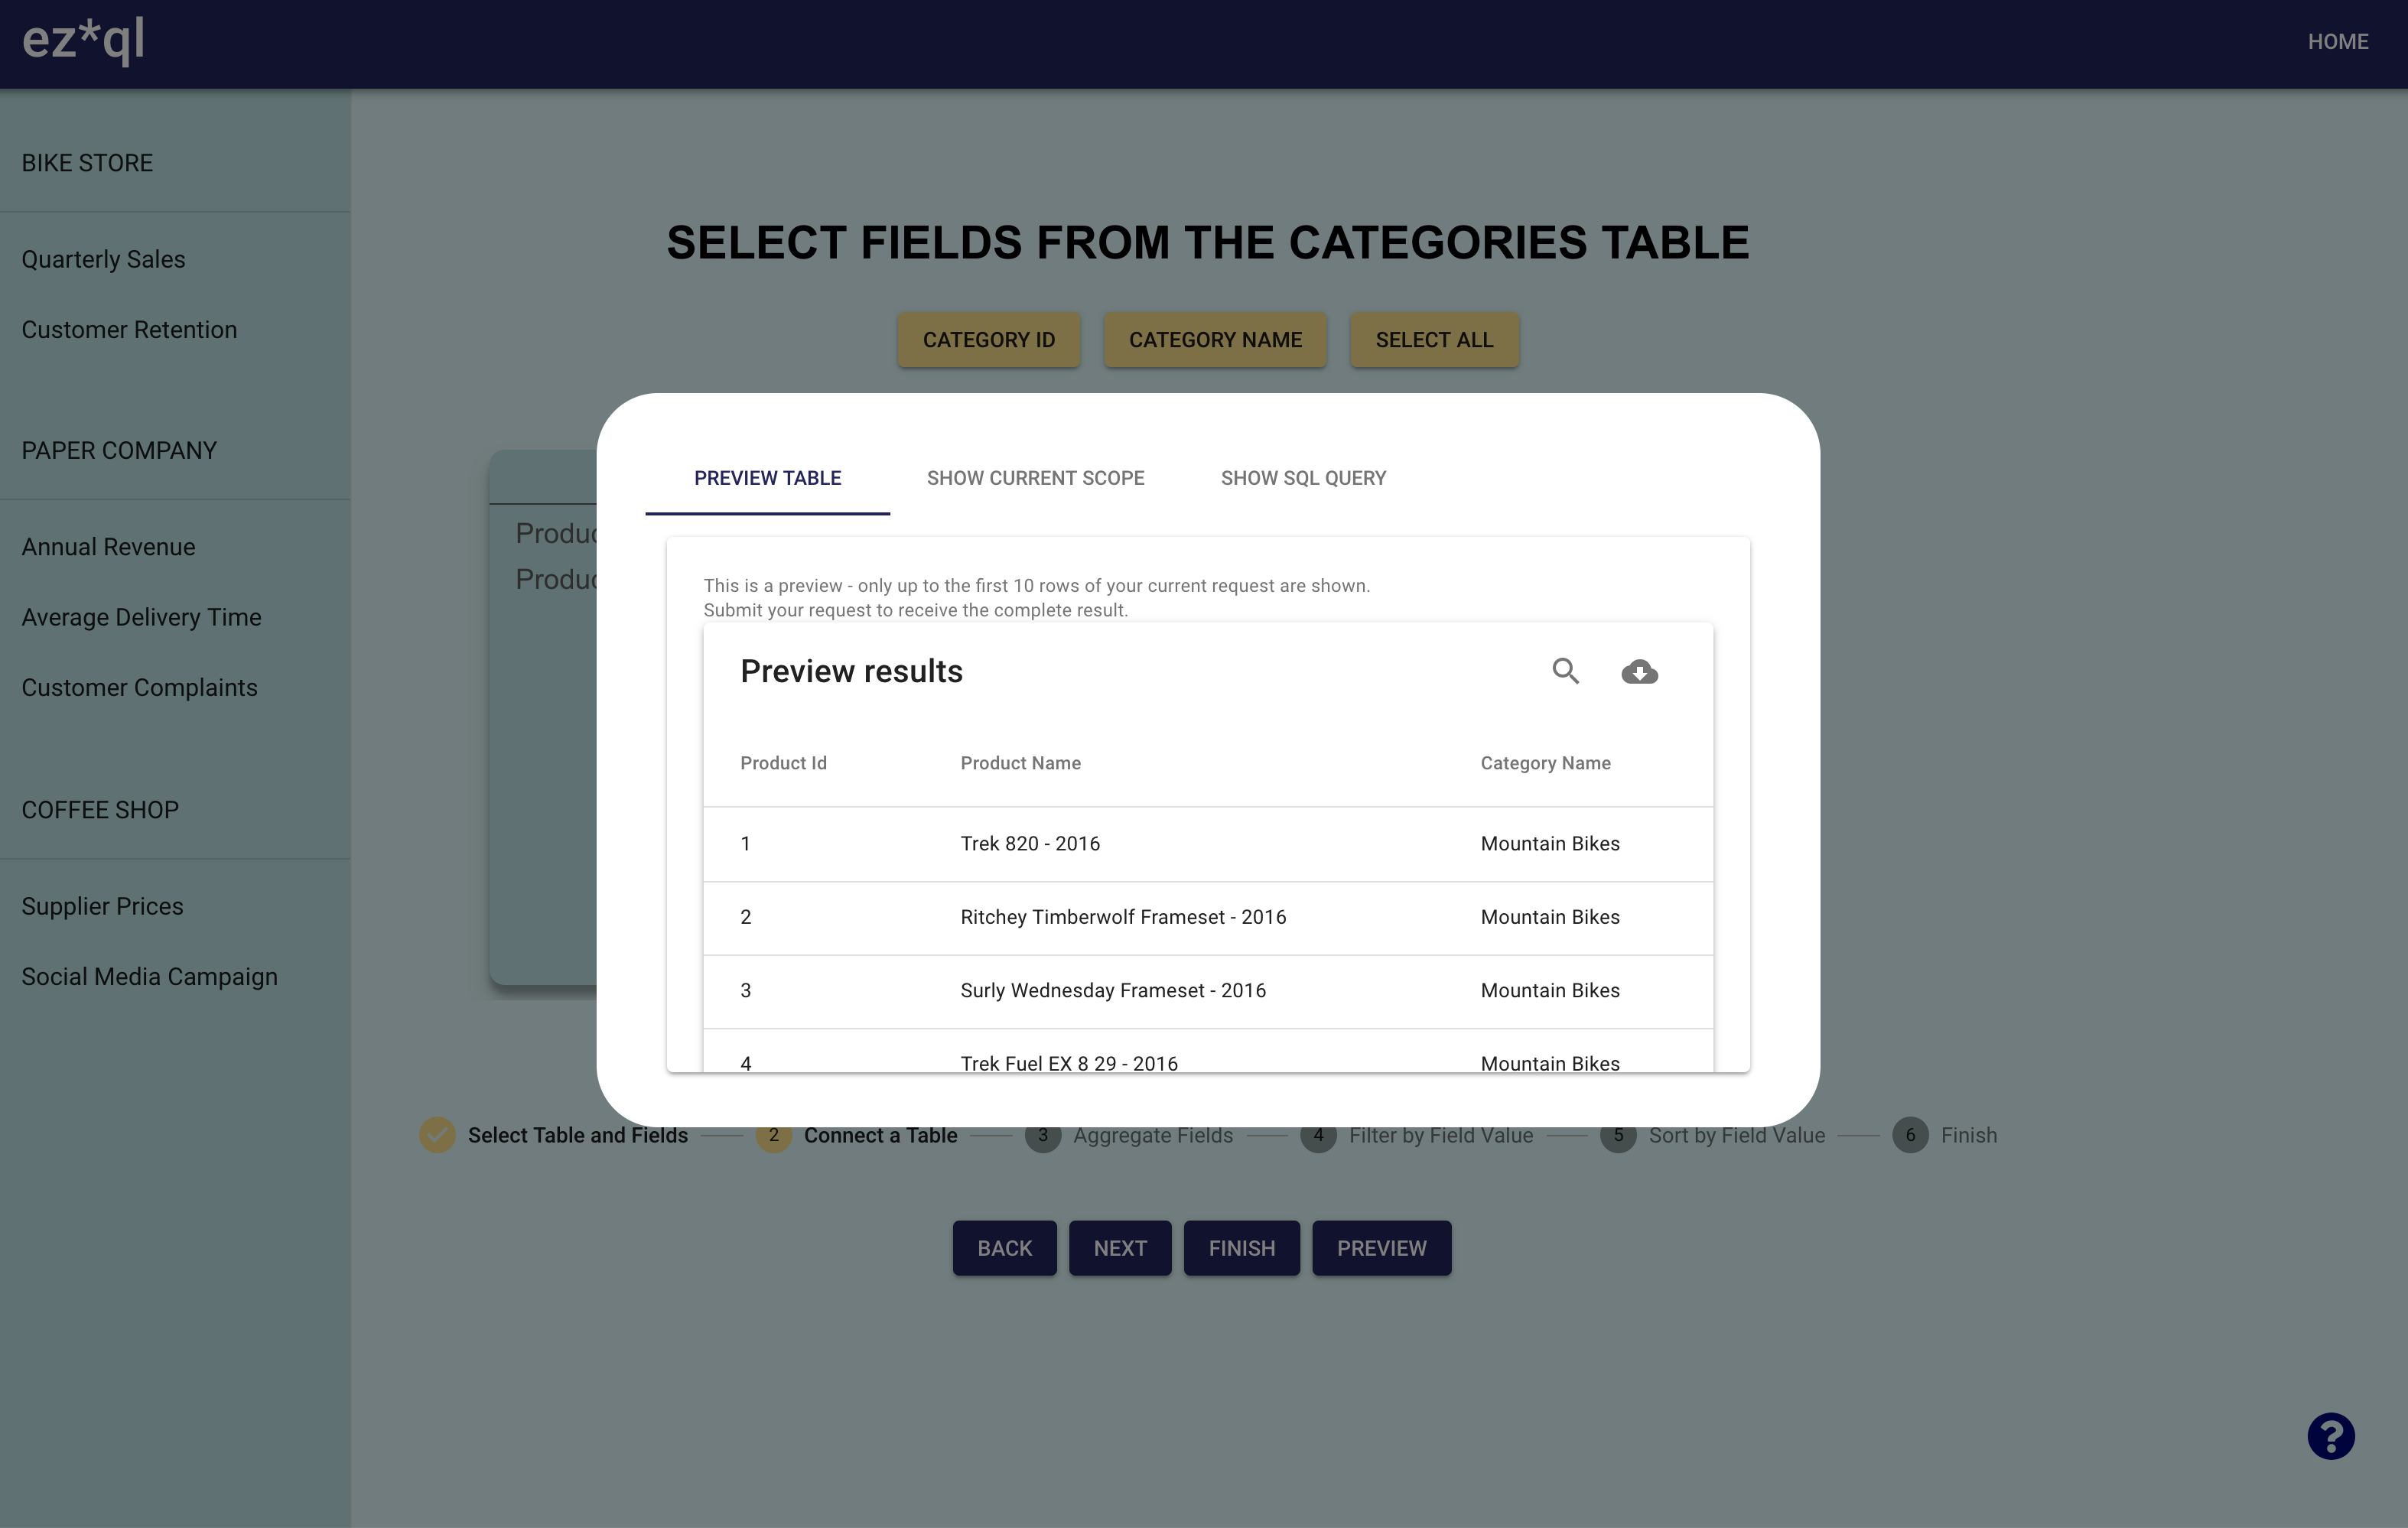 ez*ql
HOME
BIKE STORE
Quarterly Sales
Customer Retention
PAPER COMPANY
Annual Revenue
Average Delivery Time
Customer Complaints
COFFEE SHOP
Supplier Prices
Social Media Campaign
SELECT FIELDS FROM THE CATEGORIES TABLE
CATEGORY ID CATEGORY NAME SELECT ALL
PREVIEW TABLE SHOW CURRENT SCOPE SHOW SQL QUERY
This is a preview - only up to the first 10 rows of your current request are shown.
Submit your request to receive the complete result.
Preview results
Product Id Product Name Category Name
1 Trek 820 - 2016 Mountain Bikes
2 Ritchey Timberwolf Frameset - 2016 Mountain Bikes
3 Surly Wednesday Frameset - 2016 Mountain Bikes
4 Trek Fuel EX 8 29 - 2016 Mountain Bikes
Select Table and Fields 2 Connect a Table 3 Aggregate Fields 4 Filter by Field Value 5 Sort by Field Value 6 Finish
BACK NEXT FINISH PREVIEW
?